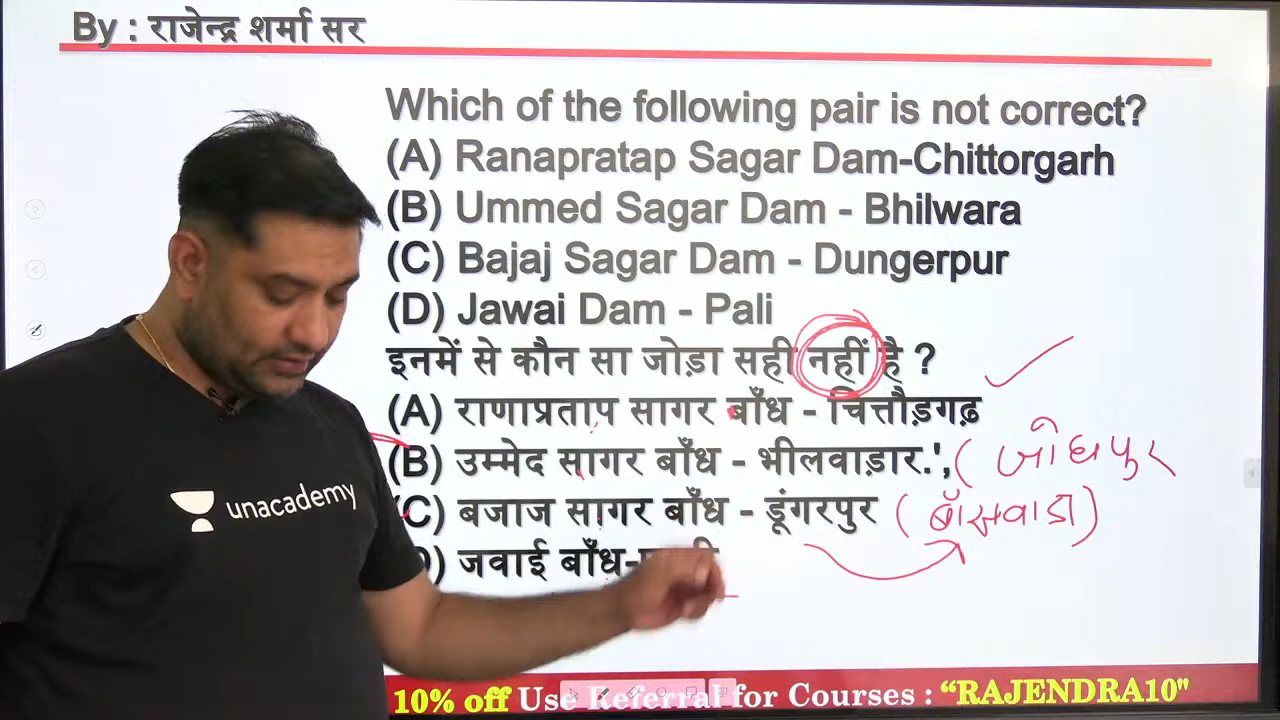 By : राजेन्द्र शर्मा सर
Which of the following pair is not correct?
(A) Ranapratap Sagar Dam-Chittorgarh
(B) Ummed Sagar Dam - Bhilwara
(C) Bajaj Sagar Dam - Dungerpur
(D) Jawai Dam - Pali
इनमें से कौन सा जोड़ा सही नहीं है ?
(A) राणाप्रताप सागर बाँध - चित्तौड़गढ़
(B) उम्मेद सागर बाँध - भीलवाड़ार.', (जोधपुर
(C) बजाज सागर बाँध - डूंगरपुर (बाँसवाडा)
जवाई बाँध-
unacademy
10% off Use Referral for Courses : “RAJENDRA10"